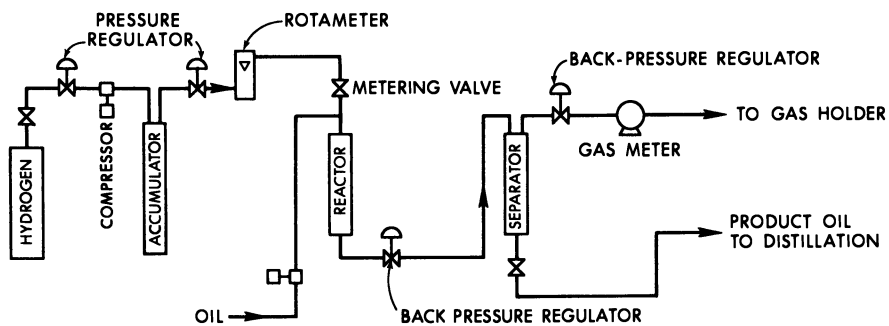 PRESSURE
REGULATOR
ROTAMETER
BACK-PRESSURE REGULATOR
METERING VALVE
TO GAS HOLDER
GAS METER
HYDROGEN
COMPRESSOR
ACCUMULATOR
REACTOR
SEPARATOR
PRODUCT OIL
TO DISTILLATION
OIL
BACK PRESSURE REGULATOR